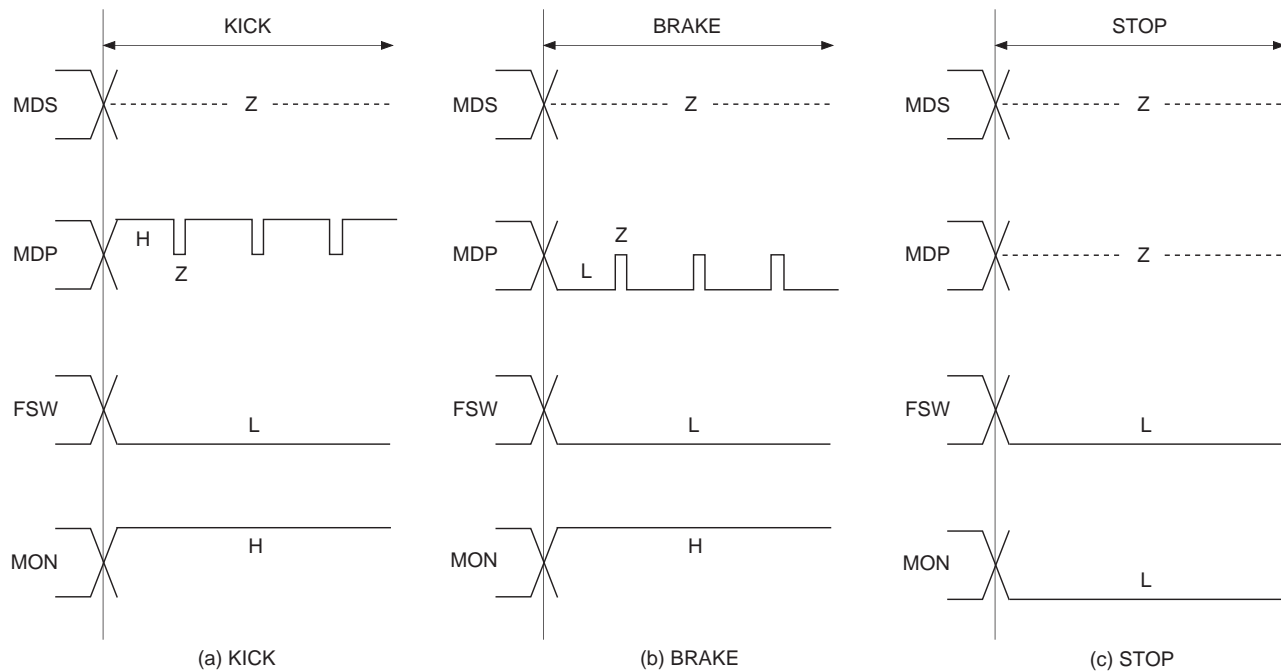 KICK
MDS
Z
MDP
H
Z
FSW
L
MON
H
(a) KICK
BRAKE
MDS
Z
MDP
Z
L
FSW
L
MON
H
(b) BRAKE
STOP
MDS
Z
MDP
Z
FSW
L
MON
L
(c) STOP